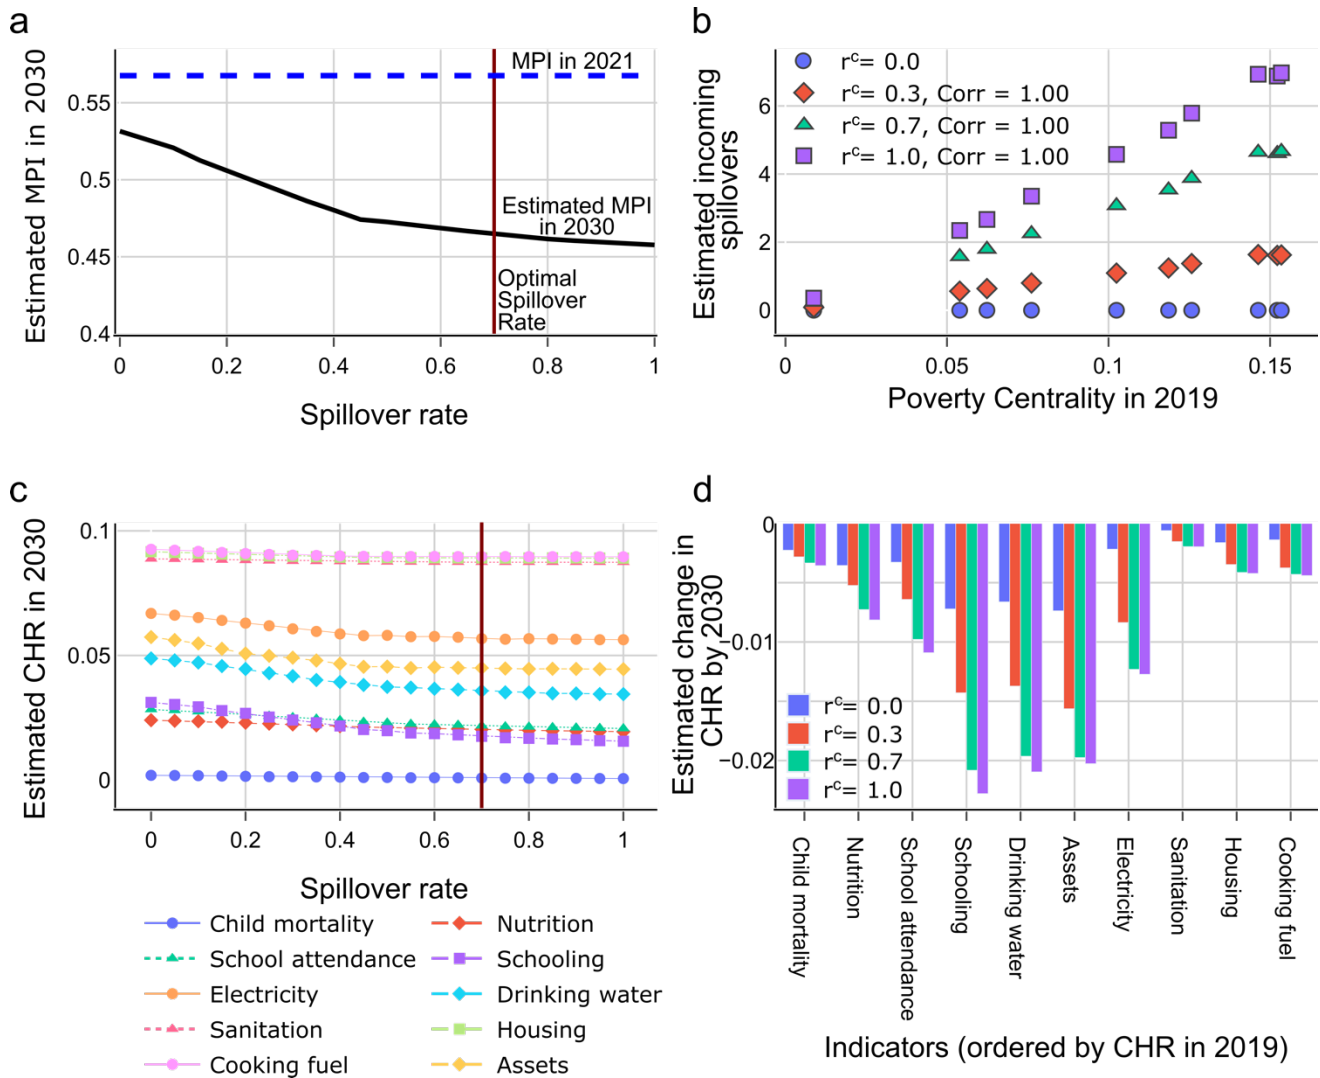 a
Estimated MPI in 2030
0.55
0.5
0.45
0.4
MPI in 2021
Estimated MPI
in 2030
Optimal
Spillover
Rate
0
0.2
0.4
0.6
0.8
1
Spillover rate
b
Estimated incoming
spillovers
6
4
2
0
rᶜ= 0.0
rᶜ= 0.3, Corr = 1.00
rᶜ= 0.7, Corr = 1.00
rᶜ= 1.0, Corr = 1.00
0
0.05
0.1
0.15
Poverty Centrality in 2019
c
Estimated CHR in 2030
0.1
0.05
0
0
0.2
0.4
0.6
0.8
1
Spillover rate
Child mortality
Nutrition
School attendance
Schooling
Electricity
Drinking water
Sanitation
Housing
Cooking fuel
Assets
d
Estimated change in
CHR by 2030
0
−0.01
−0.02
rᶜ= 0.0
rᶜ= 0.3
rᶜ= 0.7
rᶜ= 1.0
Child mortality
Nutrition
School attendance
Schooling
Drinking water
Assets
Electricity
Sanitation
Housing
Cooking fuel
Indicators (ordered by CHR in 2019)